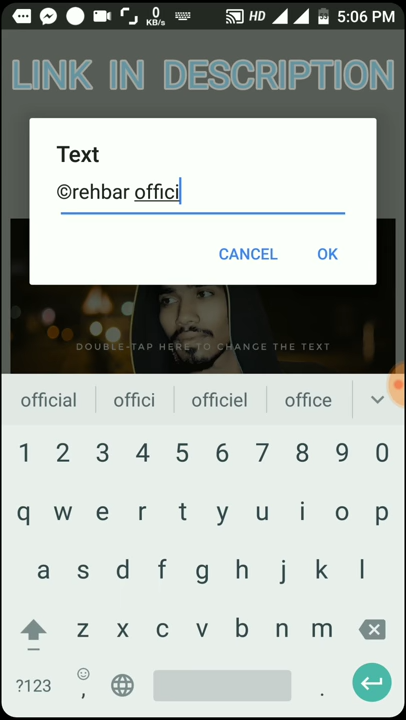 0
KB/s
HD
5:06 PM
LINK IN DESCRIPTION
Text
©rehbar offici
CANCEL
OK
DOUBLE-TAP HERE TO CHANGE THE TEXT
official
offici
officiel
office
1 2 3 4 5 6 7 8 9 0
q w e r t y u i o p
a s d f g h j k l
z x c v b n m
?123 , .